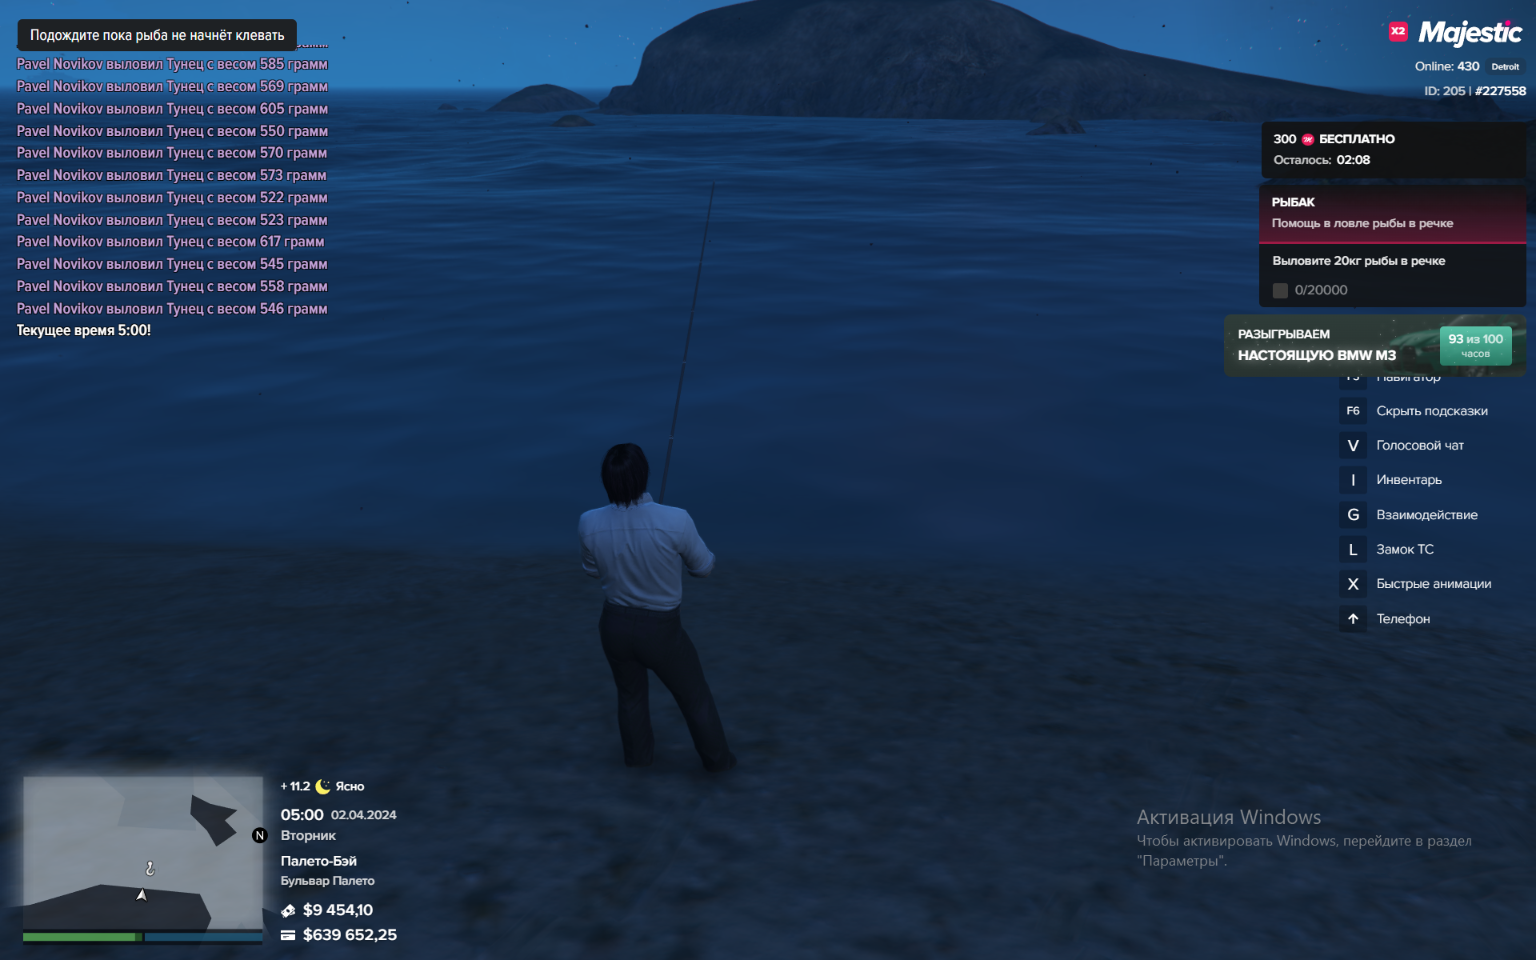 Подождите пока рыба не начнёт клевать
Pavel Novikov выловил Тунец с весом 585 грамм
Pavel Novikov выловил Тунец с весом 569 грамм
Pavel Novikov выловил Тунец с весом 605 грамм
Pavel Novikov выловил Тунец с весом 550 грамм
Pavel Novikov выловил Тунец с весом 570 грамм
Pavel Novikov выловил Тунец с весом 573 грамм
Pavel Novikov выловил Тунец с весом 522 грамм
Pavel Novikov выловил Тунец с весом 523 грамм
Pavel Novikov выловил Тунец с весом 617 грамм
Pavel Novikov выловил Тунец с весом 545 грамм
Pavel Novikov выловил Тунец с весом 558 грамм
Pavel Novikov выловил Тунец с весом 546 грамм
Текущее время 5:00!
X2 Majestic
Online: 430 Detroit
ID: 205 | #227558
300 БЕСПЛАТНО
Осталось: 02:08
РЫБАК
Помощь в ловле рыбы в речке
Выловите 20кг рыбы в речке
0/20000
РАЗЫГРЫВАЕМ
НАСТОЯЩУЮ BMW M3
93 из 100
часов
Навигатор
F6 Скрыть подсказки
V Голосовой чат
I Инвентарь
G Взаимодействие
L Замок ТС
X Быстрые анимации
Телефон
N
+11.2 Ясно
05:00 02.04.2024
Вторник
Палето-Бэй
Бульвар Палето
$9 454,10
$639 652,25
Активация Windows
Чтобы активировать Windows, перейдите в раздел
"Параметры".